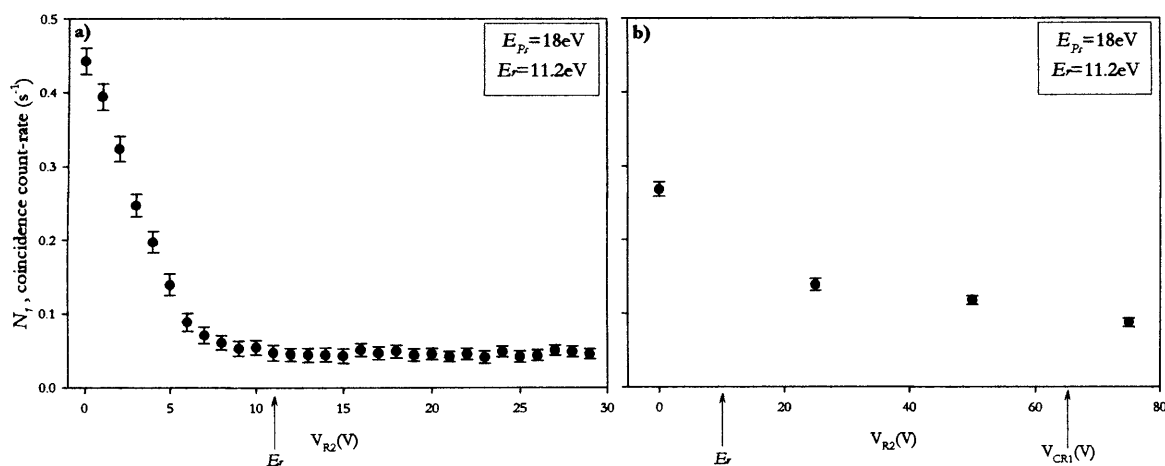 a)
E_Ps=18eV
E_r=11.2eV
N_r, coincidence count-rate (s⁻¹)
0.5
0.4
0.3
0.2
0.1
0.0
0 5 10 15 20 25 30
V_R2(V)
E_r
b)
E_Ps=18eV
E_r=11.2eV
0 20 40 60 80
V_R2(V)
E_r
V_CR1(V)